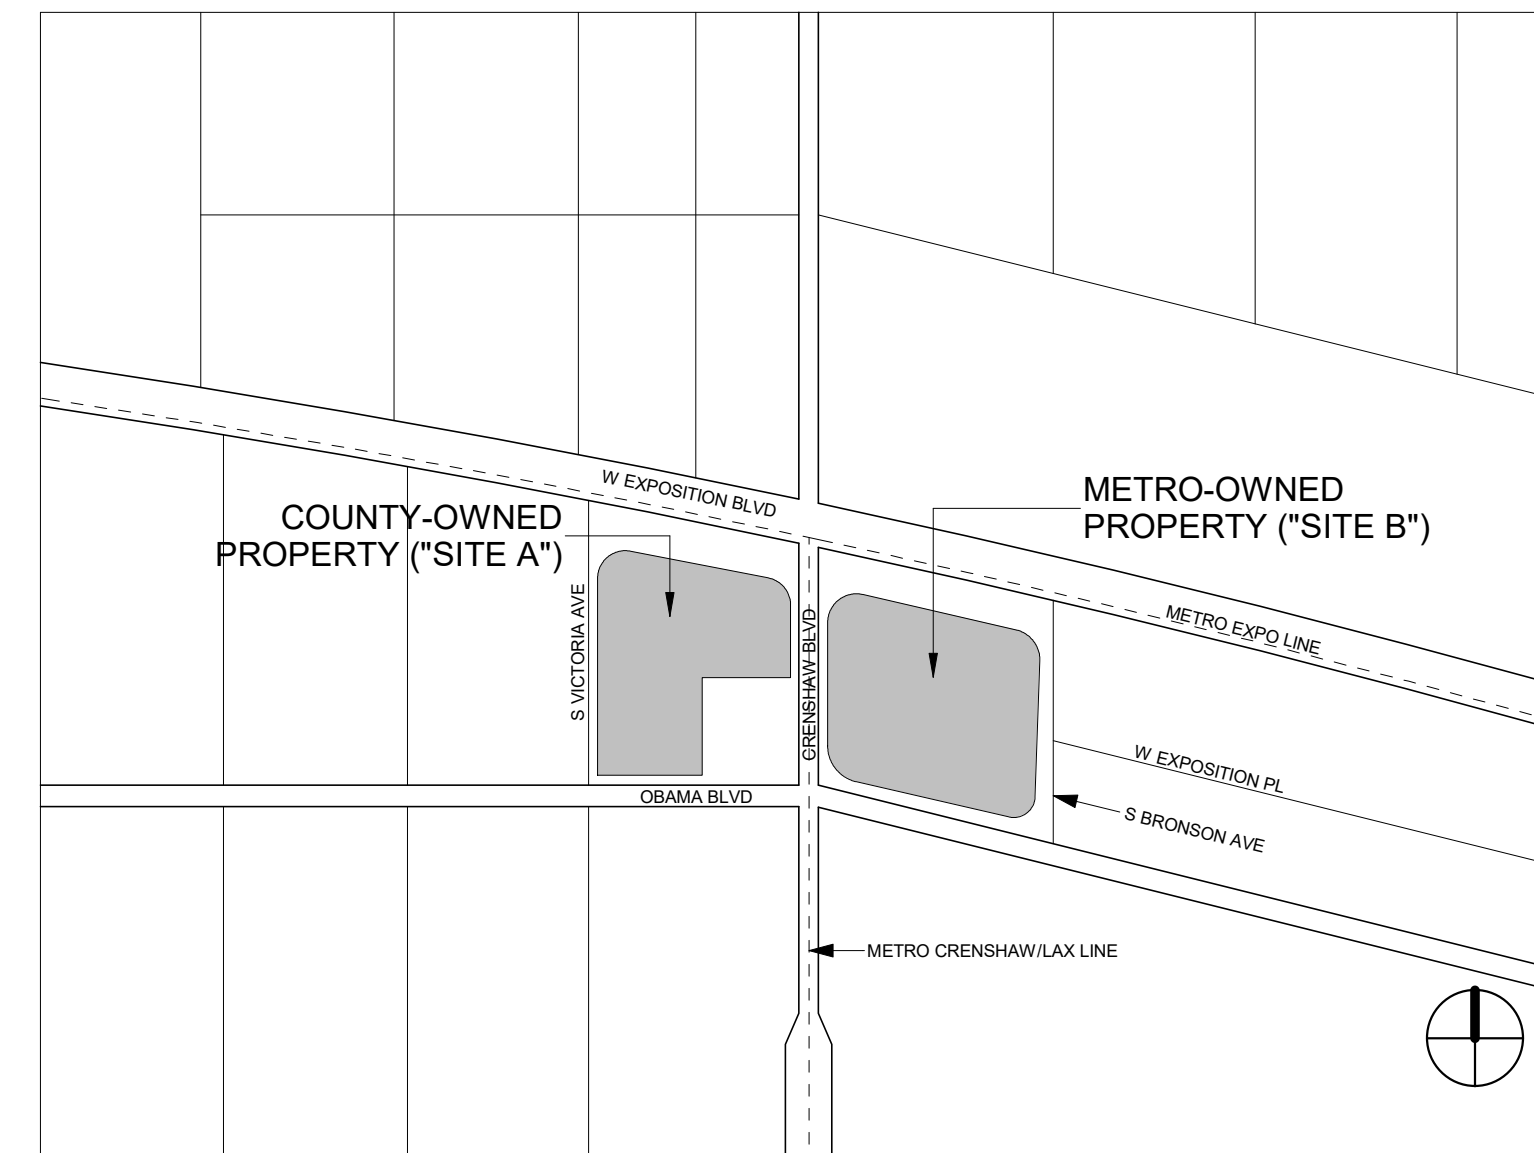 W EXPOSITION BLVD
METRO-OWNED
PROPERTY ("SITE B")
COUNTY-OWNED
PROPERTY ("SITE A")
S VICTORIA AVE
CRENSHAW BLVD
METRO EXPO LINE
W EXPOSITION PL
OBAMA BLVD
S BRONSON AVE
METRO CRENSHAW/LAX LINE